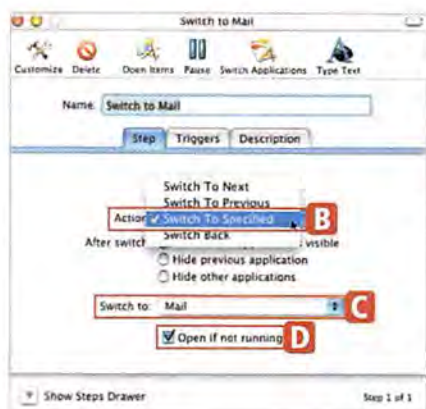 Switch to Mail
Customize Delete Open Items Pause Switch Applications Type Text
Name: Switch to Mail
Step Triggers Description
Switch To Next
Switch To Previous
Action ✓ Switch To Specified B
Switch Back
After switch visible
Hide previous application
Hide other applications
Switch to: Mail C
Open if not running D
Show Steps Drawer Step 1 of 1